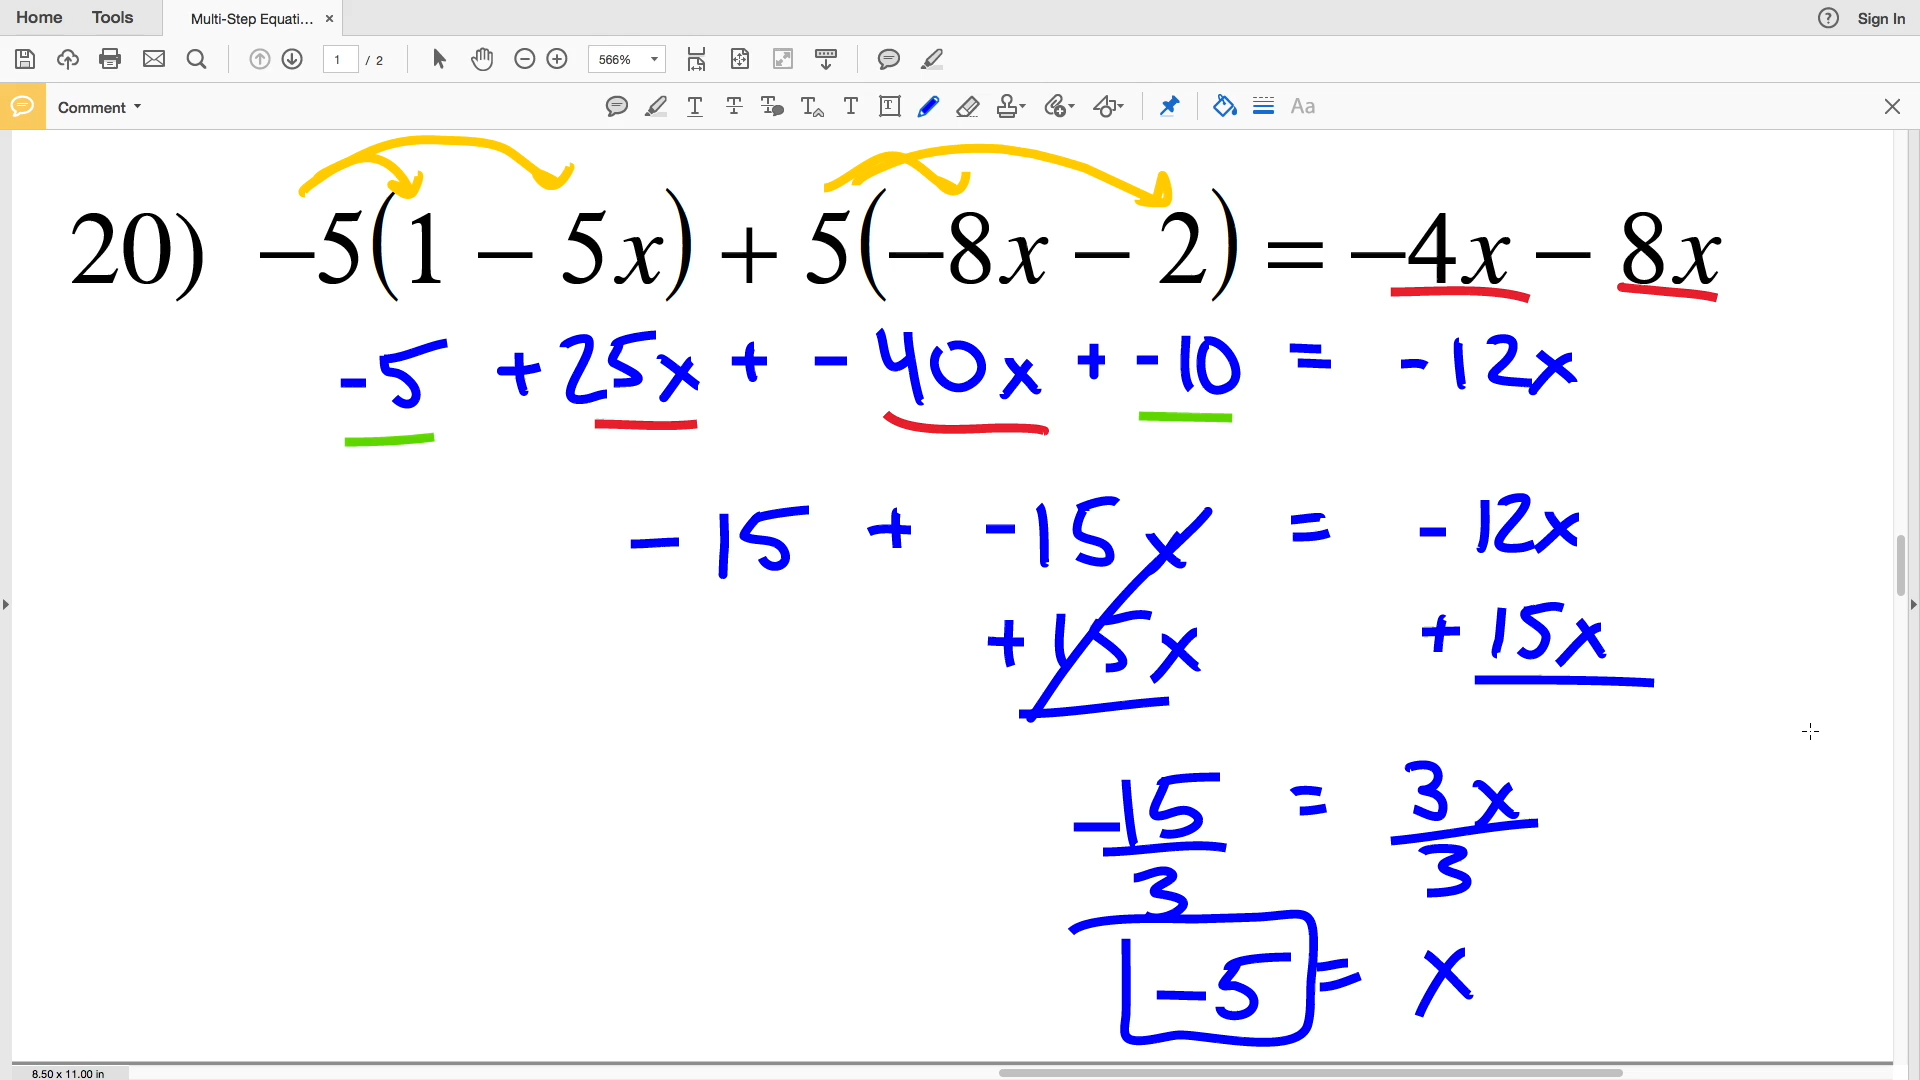 Home Tools Multi-Step Equati... × ? Sign In
1 / 2 566%
Comment T T T T T T Aa
20) −5(1 − 5x) + 5(−8x − 2) = −4x − 8x
-5 + 25x + - 40x + -10 = -12x
- 15 + -15x = - 12x
+ 15x + 15x
-15 = 3x
3 3
-5 = x
8.50 x 11.00 in